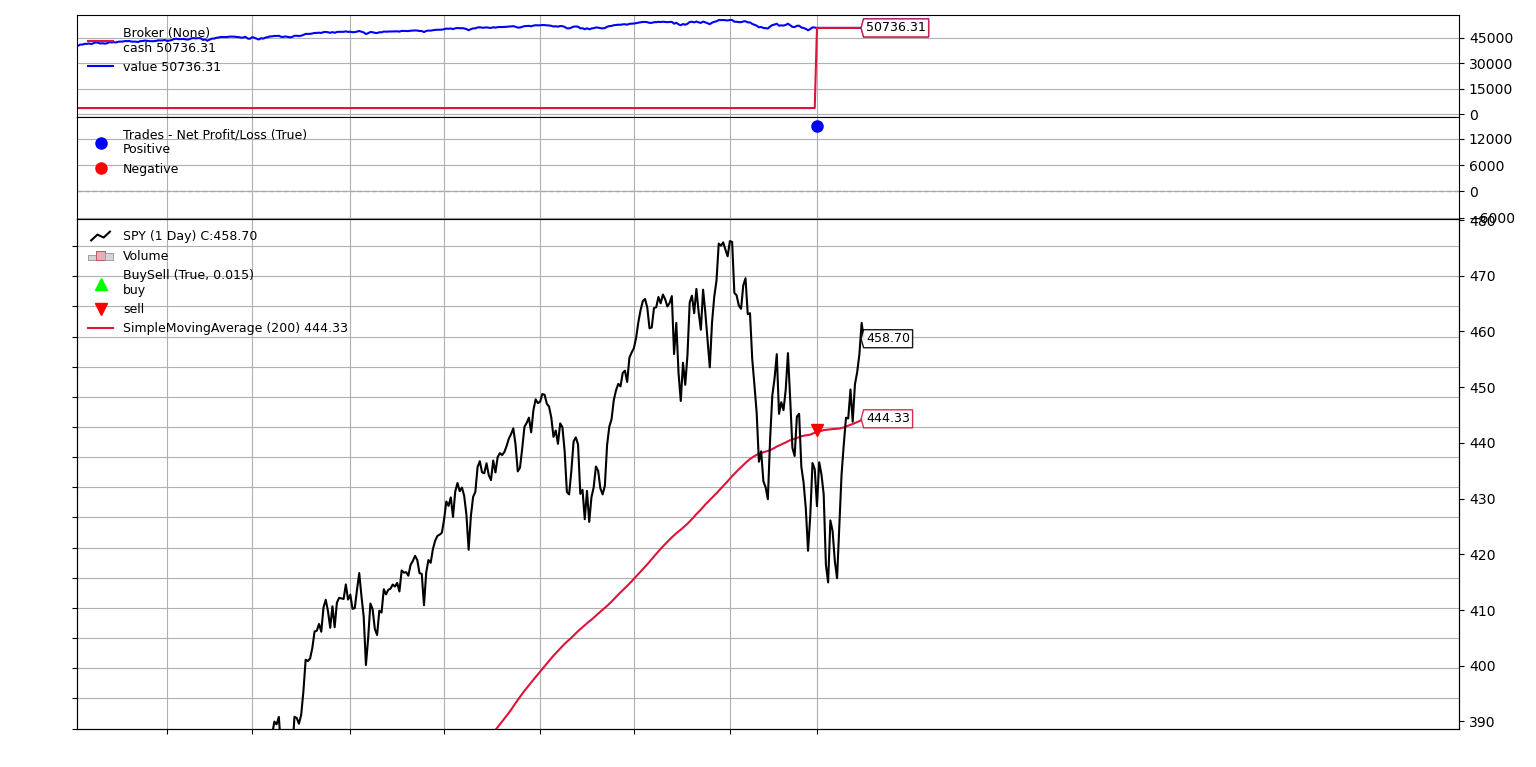 Broker (None)
cash 50736.31
value 50736.31
50736.31
45000
30000
15000
0
Trades - Net Profit/Loss (True)
Positive
Negative
12000
6000
0
−6000
SPY (1 Day) C:458.70
Volume
BuySell (True, 0.015)
buy
sell
SimpleMovingAverage (200) 444.33
458.70
444.33
480
470
460
450
440
430
420
410
400
390